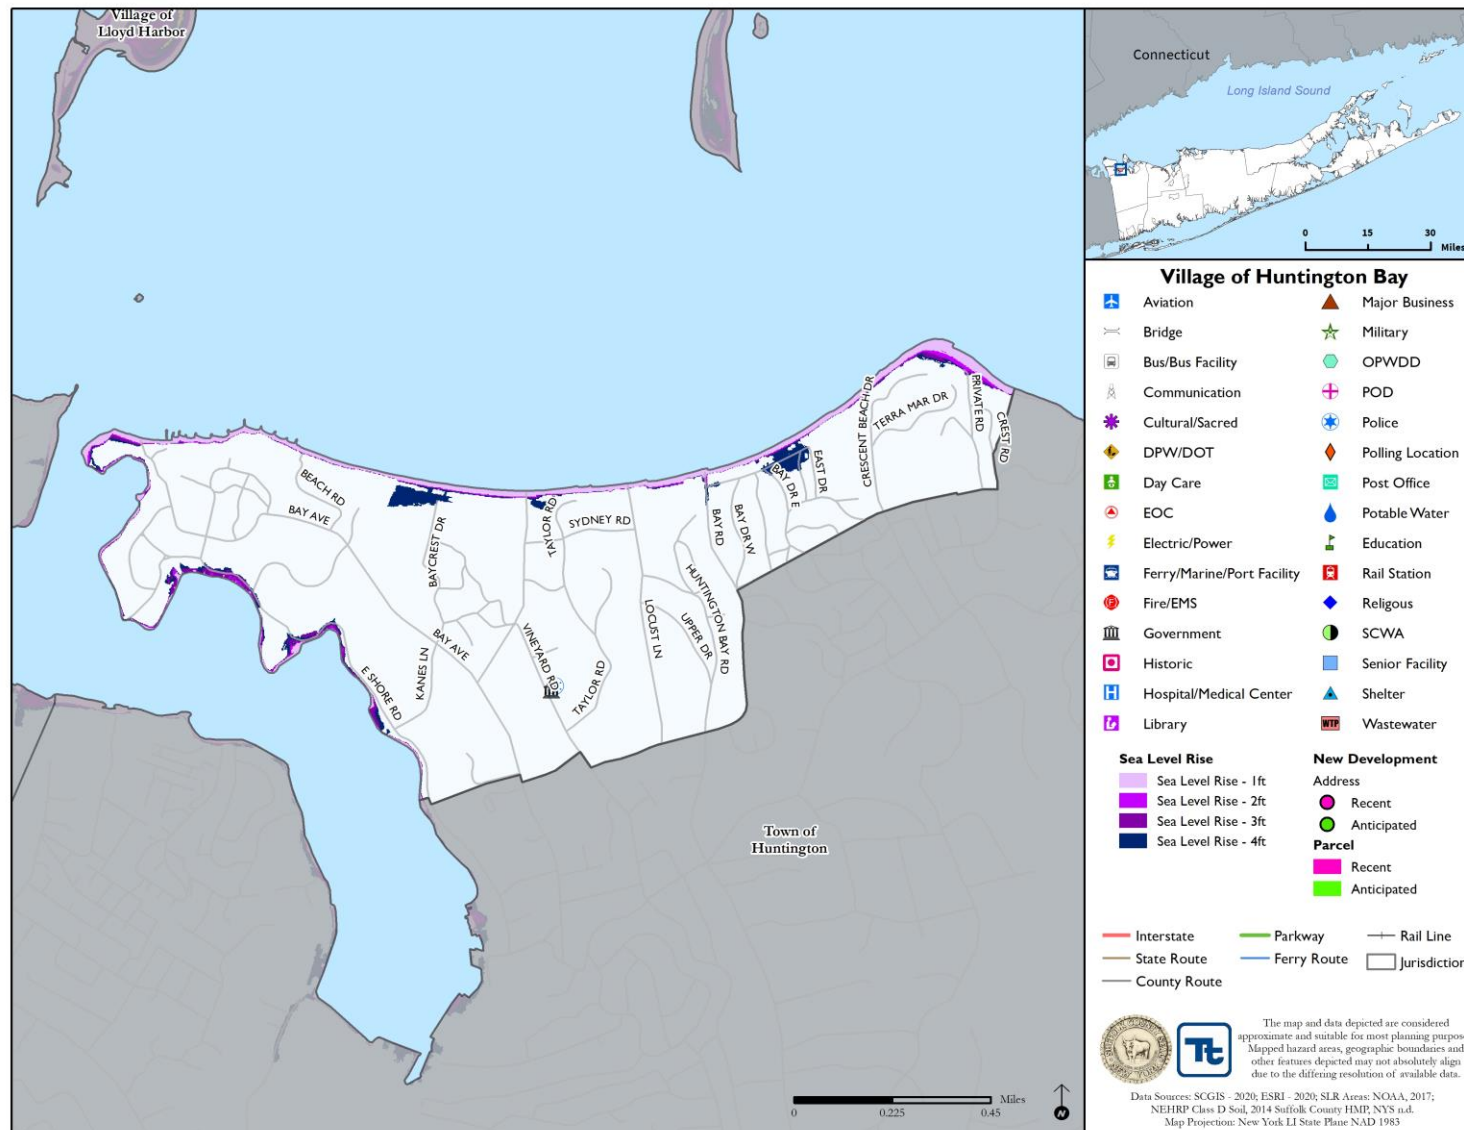 Village of
Lloyd Harbor
BEACH RD
BAY AVE
BAYCREST DR
TAYLOR RD
SYDNEY RD
BAY RD
BAY DR W
BAY DR E
EAST DR
CRESCENT BEACH DR
TERRA MAR DR
PRIVATE RD
CREST RD
HUNTINGTON BAY RD
UPPER DR
LOCUST LN
VINEYARD RD
TAYLOR RD
BAY AVE
KANES LN
E SHORE RD
Town of
Huntington
Miles
0 0.225 0.45
N
Connecticut
Long Island Sound
0 15 30
Miles
Village of Huntington Bay
Aviation
Bridge
Bus/Bus Facility
Communication
Cultural/Sacred
DPW/DOT
Day Care
EOC
Electric/Power
Ferry/Marine/Port Facility
Fire/EMS
Government
Historic
H Hospital/Medical Center
Library
Major Business
Military
OPWDD
POD
Police
Polling Location
Post Office
Potable Water
Education
Rail Station
Religous
SCWA
Senior Facility
Shelter
WTP Wastewater
Sea Level Rise
Sea Level Rise - 1ft
Sea Level Rise - 2ft
Sea Level Rise - 3ft
Sea Level Rise - 4ft
New Development
Address
Recent
Anticipated
Parcel
Recent
Anticipated
Interstate
State Route
County Route
Parkway
Ferry Route
Rail Line
Jurisdiction
Tt
The map and data depicted are considered
approximate and suitable for most planning purpose
Mapped hazard areas, geographic boundaries and
other features depicted may not absolutely align
due to the differing resolution of available data.
Data Sources: SCGIS - 2020; ESRI - 2020; SLR Areas: NOAA, 2017;
NEHRP Class D Soil, 2014 Suffolk County HMP, NYS n.d.
Map Projection: New York LI State Plane NAD 1983